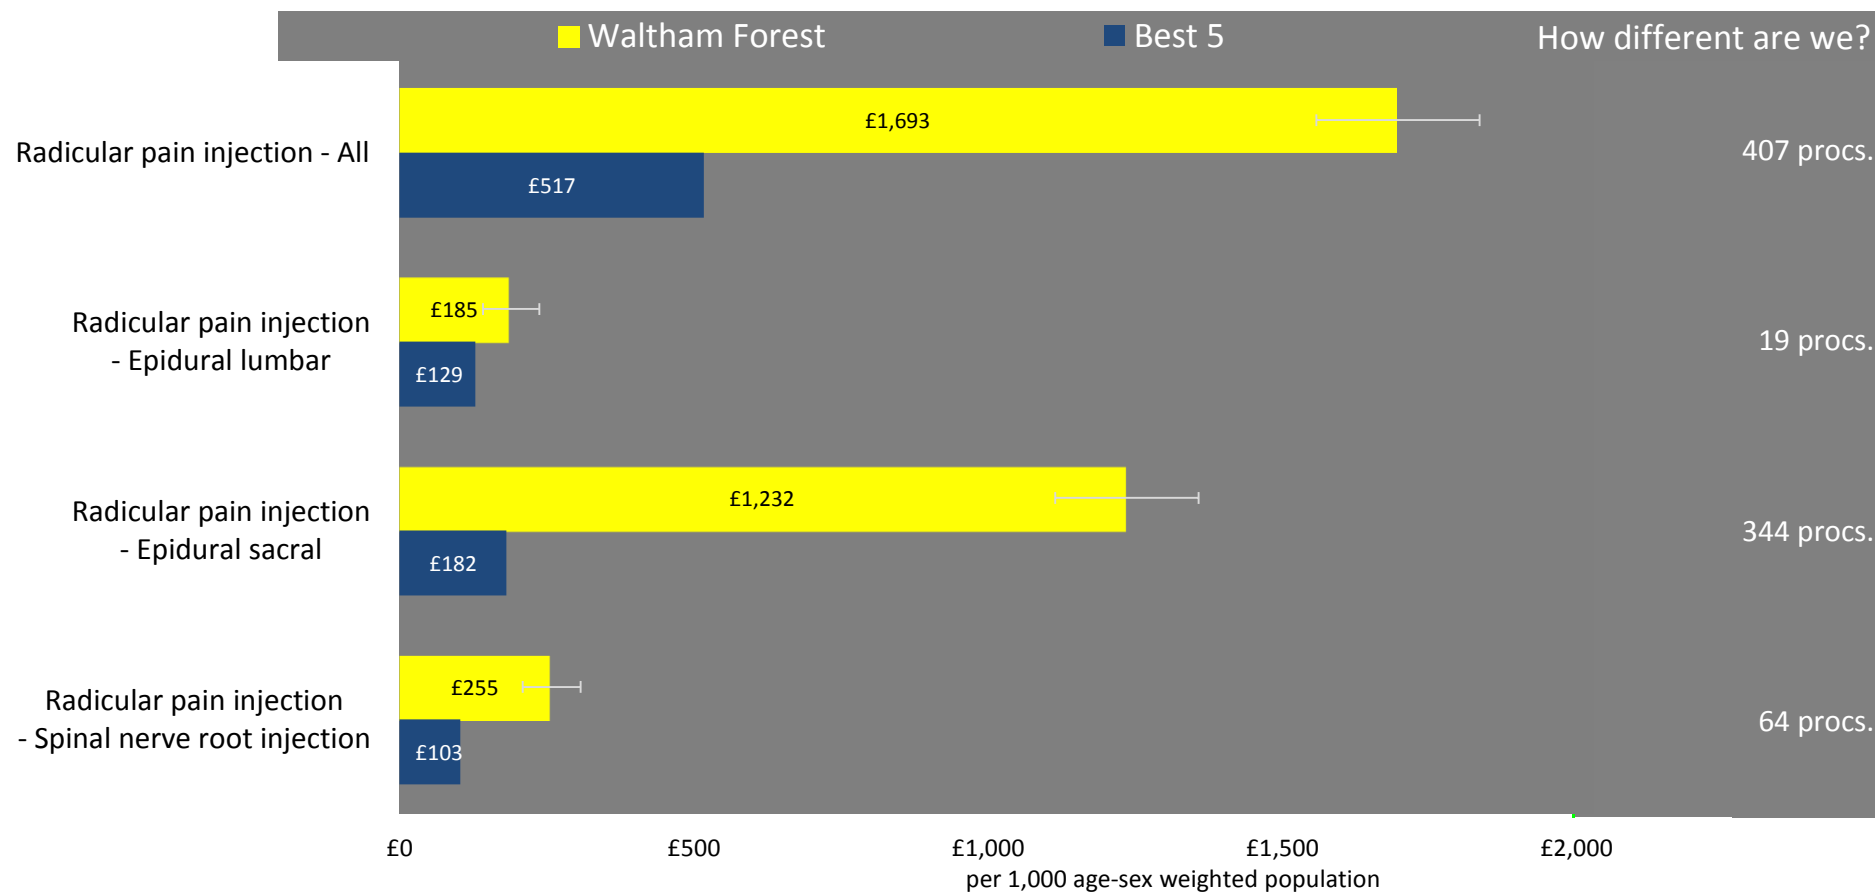 Waltham Forest
Best 5
How different are we?
Radicular pain injection - All
£1,693
£517
407 procs.
Radicular pain injection
- Epidural lumbar
£185
£129
19 procs.
Radicular pain injection
- Epidural sacral
£1,232
£182
344 procs.
Radicular pain injection
- Spinal nerve root injection
£255
£103
64 procs.
£0
£500
£1,000
£1,500
£2,000
per 1,000 age-sex weighted population